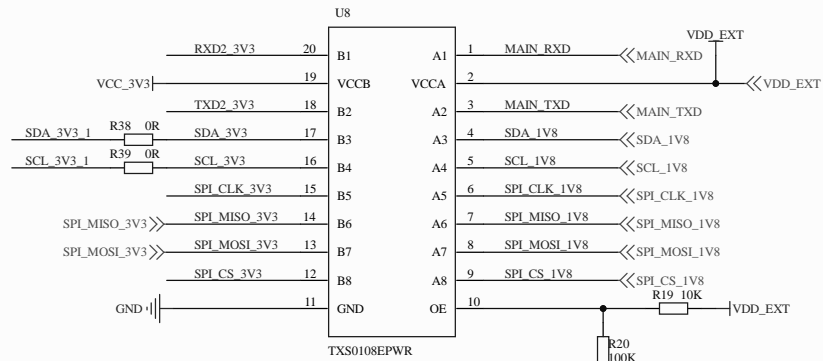 U8
VDD_EXT
RXD2_3V3 20 B1 A1 1 MAIN_RXD MAIN_RXD
VCC_3V3 19 VCCB VCCA 2 VDD_EXT
TXD2_3V3 18 B2 A2 3 MAIN_TXD MAIN_TXD
R38 0R
SDA_3V3_1 SDA_3V3 17 B3 A3 4 SDA_1V8 SDA_1V8
R39 0R
SCL_3V3_1 SCL_3V3 16 B4 A4 5 SCL_1V8 SCL_1V8
SPI_CLK_3V3 15 B5 A5 6 SPI_CLK_1V8 SPI_CLK_1V8
SPI_MISO_3V3 SPI_MISO_3V3 14 B6 A6 7 SPI_MISO_1V8 SPI_MISO_1V8
SPI_MOSI_3V3 SPI_MOSI_3V3 13 B7 A7 8 SPI_MOSI_1V8 SPI_MOSI_1V8
SPI_CS_3V3 12 B8 A8 9 SPI_CS_1V8 SPI_CS_1V8
R19 10K
GND 11 GND OE 10 VDD_EXT
R20
TXS0108EPWR 100K